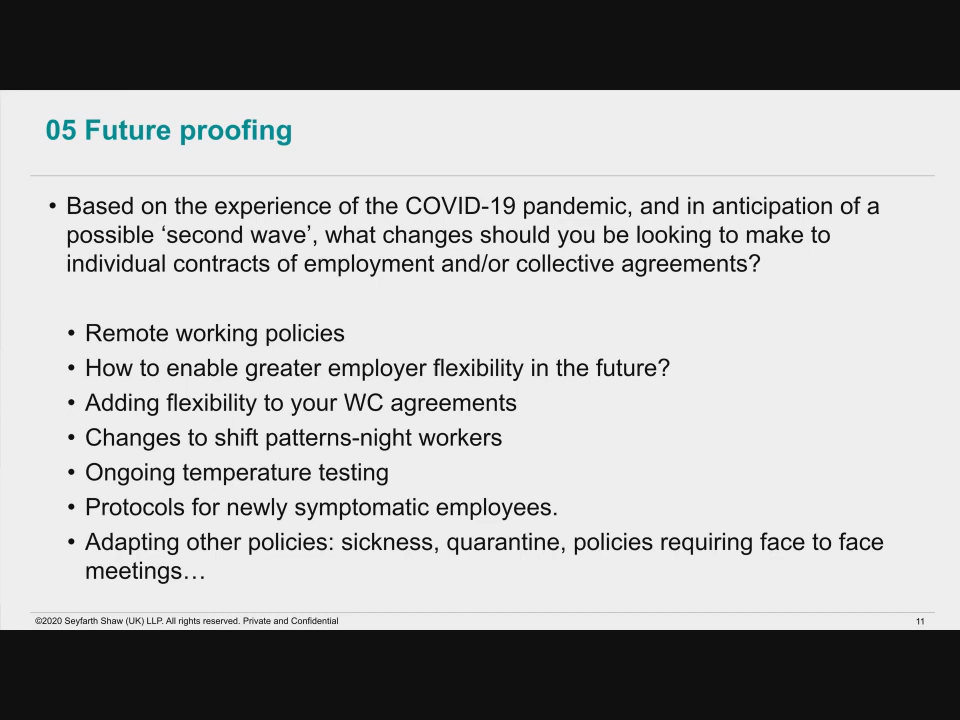 05 Future proofing
• Based on the experience of the COVID-19 pandemic, and in anticipation of a
possible ‘second wave’, what changes should you be looking to make to
individual contracts of employment and/or collective agreements?
• Remote working policies
• How to enable greater employer flexibility in the future?
• Adding flexibility to your WC agreements
• Changes to shift patterns-night workers
• Ongoing temperature testing
• Protocols for newly symptomatic employees.
• Adapting other policies: sickness, quarantine, policies requiring face to face
meetings…
©2020 Seyfarth Shaw (UK) LLP. All rights reserved. Private and Confidential
11